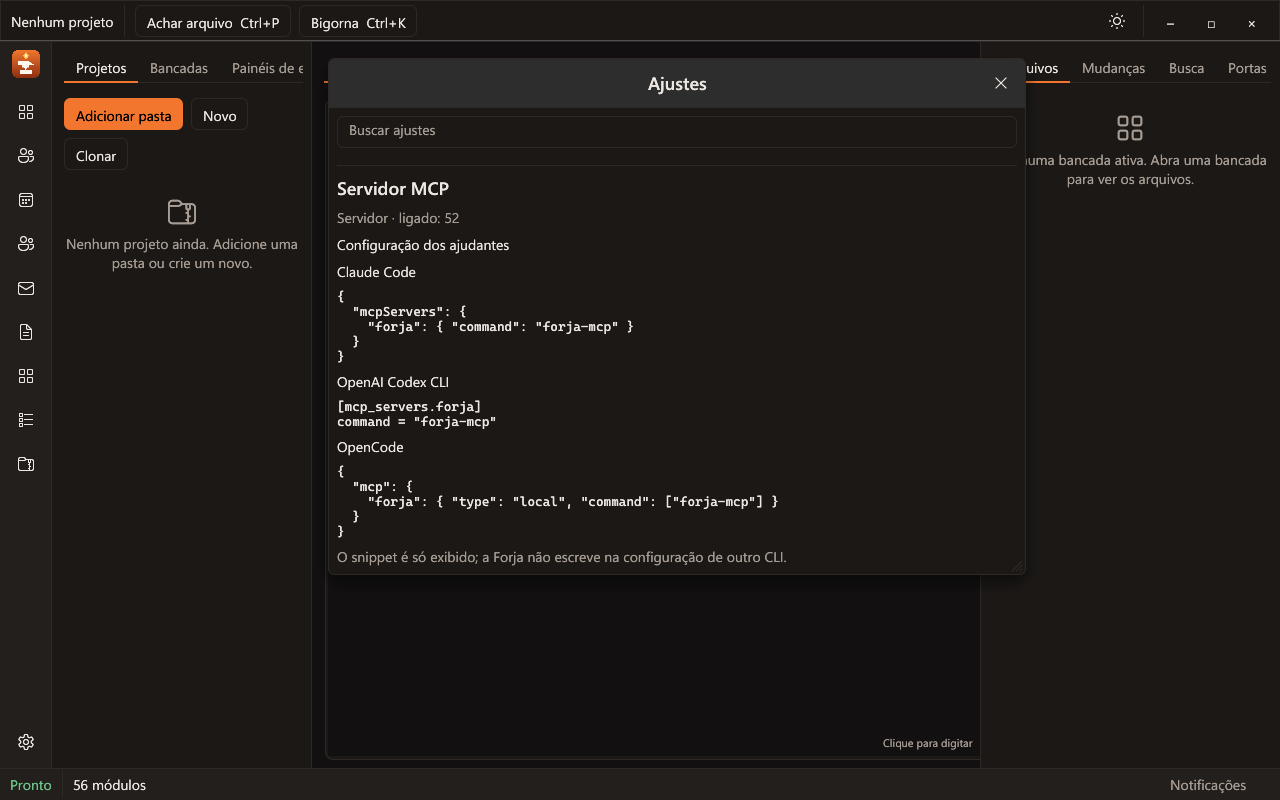 Nenhum projeto
Achar arquivo Ctrl+P
Bigorna Ctrl+K
Projetos
Bancadas
Painéis de e
Adicionar pasta
Novo
Clonar
Nenhum projeto ainda. Adicione uma
pasta ou crie um novo.
Ajustes
Buscar ajustes
Servidor MCP
Servidor · ligado: 52
Configuração dos ajudantes
Claude Code
{
  "mcpServers": {
    "forja": { "command": "forja-mcp" }
  }
}
OpenAI Codex CLI
[mcp_servers.forja]
command = "forja-mcp"
OpenCode
{
  "mcp": {
    "forja": { "type": "local", "command": ["forja-mcp"] }
  }
}
O snippet é só exibido; a Forja não escreve na configuração de outro CLI.
uivos
Mudanças
Busca
Portas
uma bancada ativa. Abra uma bancada
para ver os arquivos.
Clique para digitar
Pronto
56 módulos
Notificações